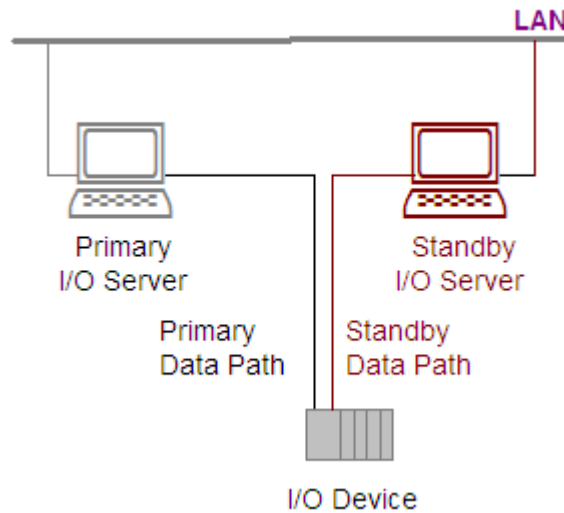 LAN
Primary
I/O Server
Standby
I/O Server
Primary
Data Path
Standby
Data Path
I/O Device